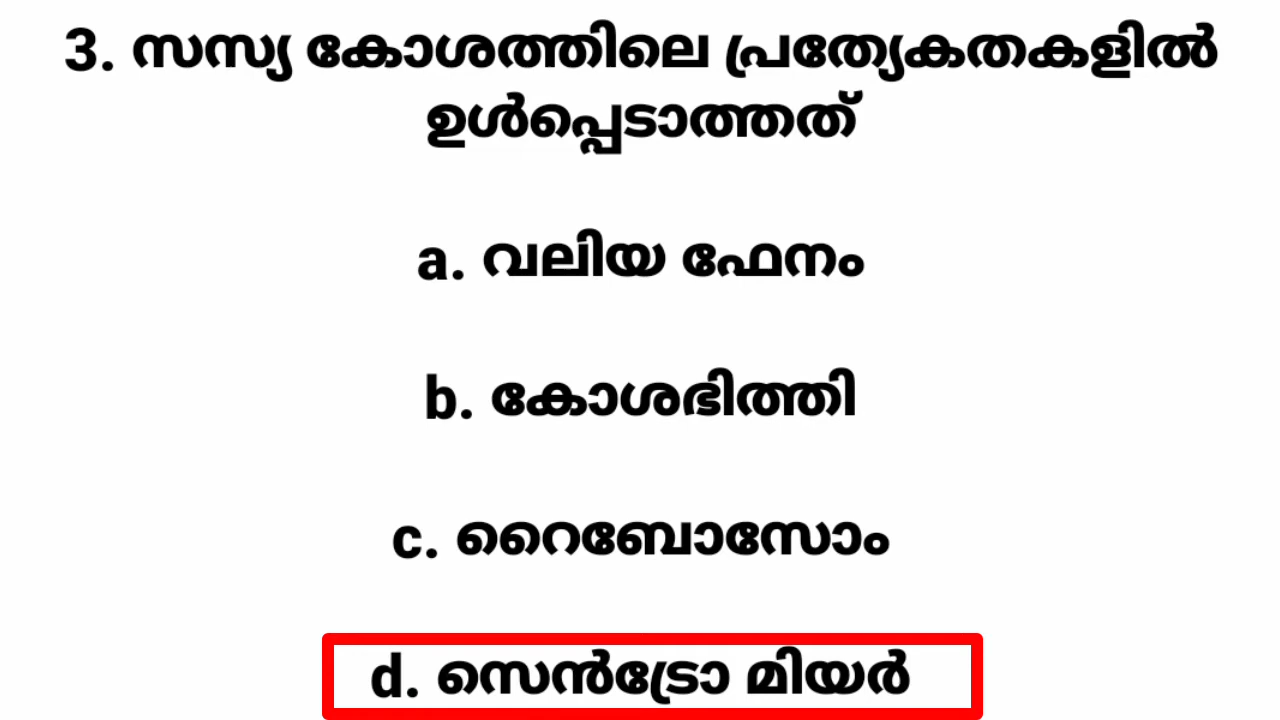 3. സസ്യ കോശത്തിലെ പ്രത്യേകതകളിൽ
ഉൾപ്പെടാത്തത്
a. വലിയ ഫേനം
b. കോശഭിത്തി
c. റൈബോസോം
d. സെൻട്രോ മിയർ